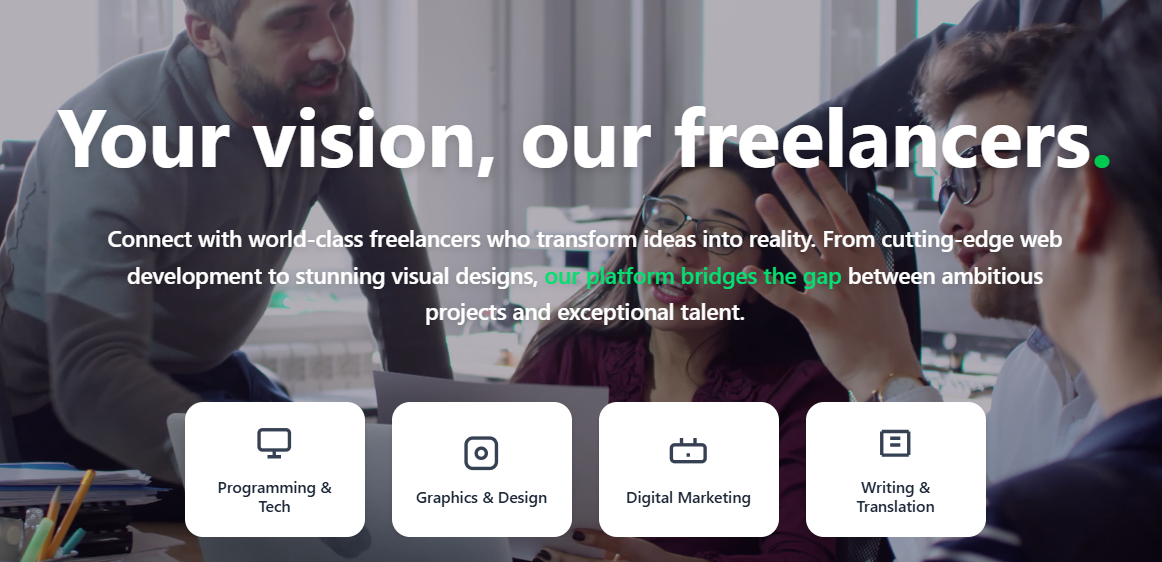 Your vision, our freelancers.
Connect with world-class freelancers who transform ideas into reality. From cutting-edge web
development to stunning visual designs, our platform bridges the gap between ambitious
projects and exceptional talent.
Programming &
Tech
Graphics & Design
Digital Marketing
Writing &
Translation